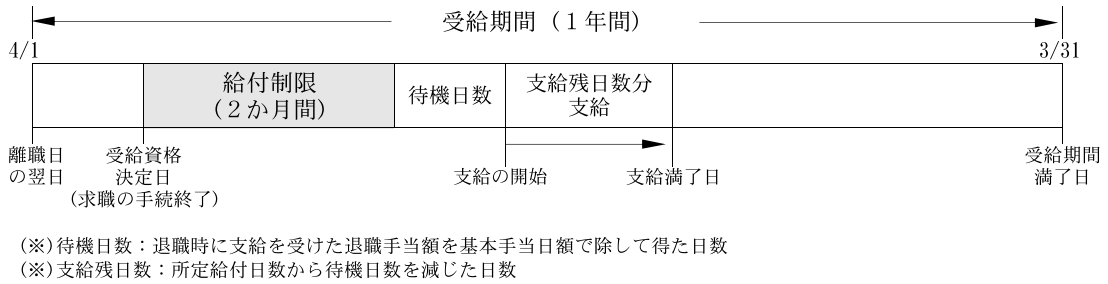 受給期間（１年間）
4/1
3/31
給付制限
（２か月間）
待機日数
支給残日数分
支給
離職日
の翌日
受給資格
決定日
（求職の手続終了）
支給の開始
支給満了日
受給期間
満了日
（※）待機日数：退職時に支給を受けた退職手当額を基本手当日額で除して得た日数
（※）支給残日数：所定給付日数から待機日数を減じた日数